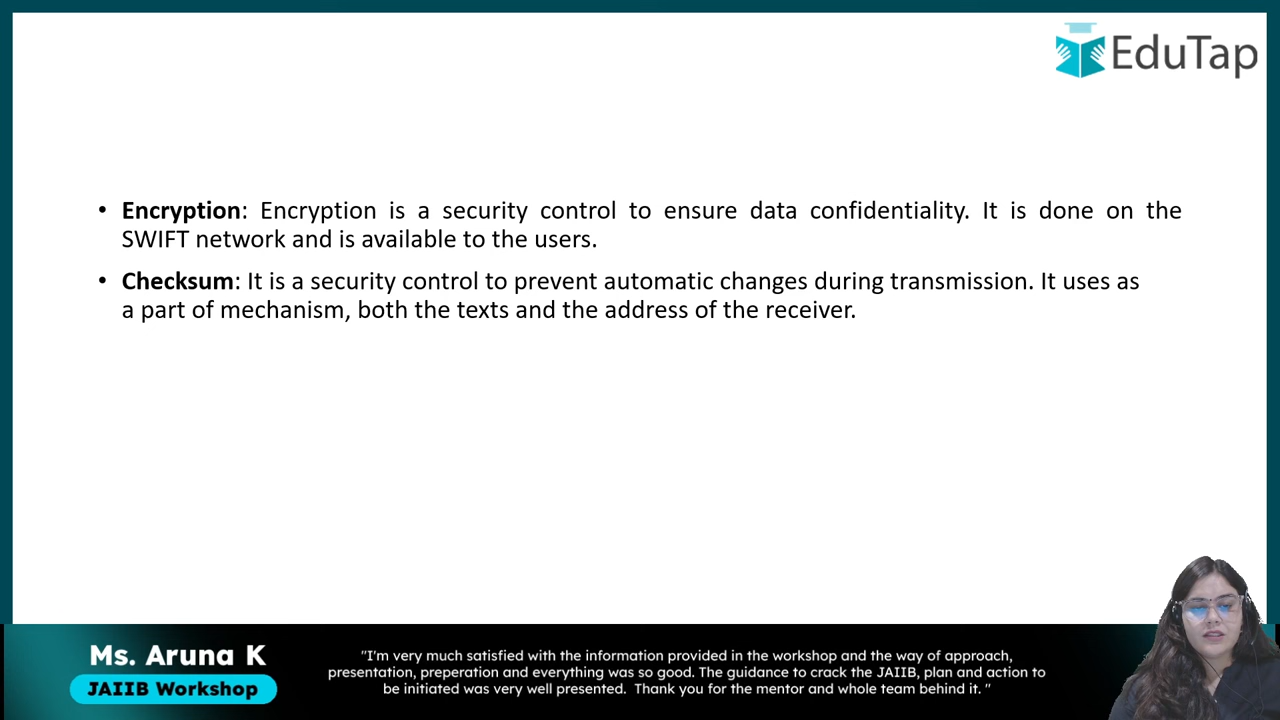 EduTap
• Encryption: Encryption is a security control to ensure data confidentiality. It is done on the
SWIFT network and is available to the users.
• Checksum: It is a security control to prevent automatic changes during transmission. It uses as
a part of mechanism, both the texts and the address of the receiver.
Ms. Aruna K
JAIIB Workshop
"I'm very much satisfied with the information provided in the workshop and the way of approach,
presentation, preperation and everything was so good. The guidance to crack the JAIIB, plan and action to
be initiated was very well presented. Thank you for the mentor and whole team behind it. "